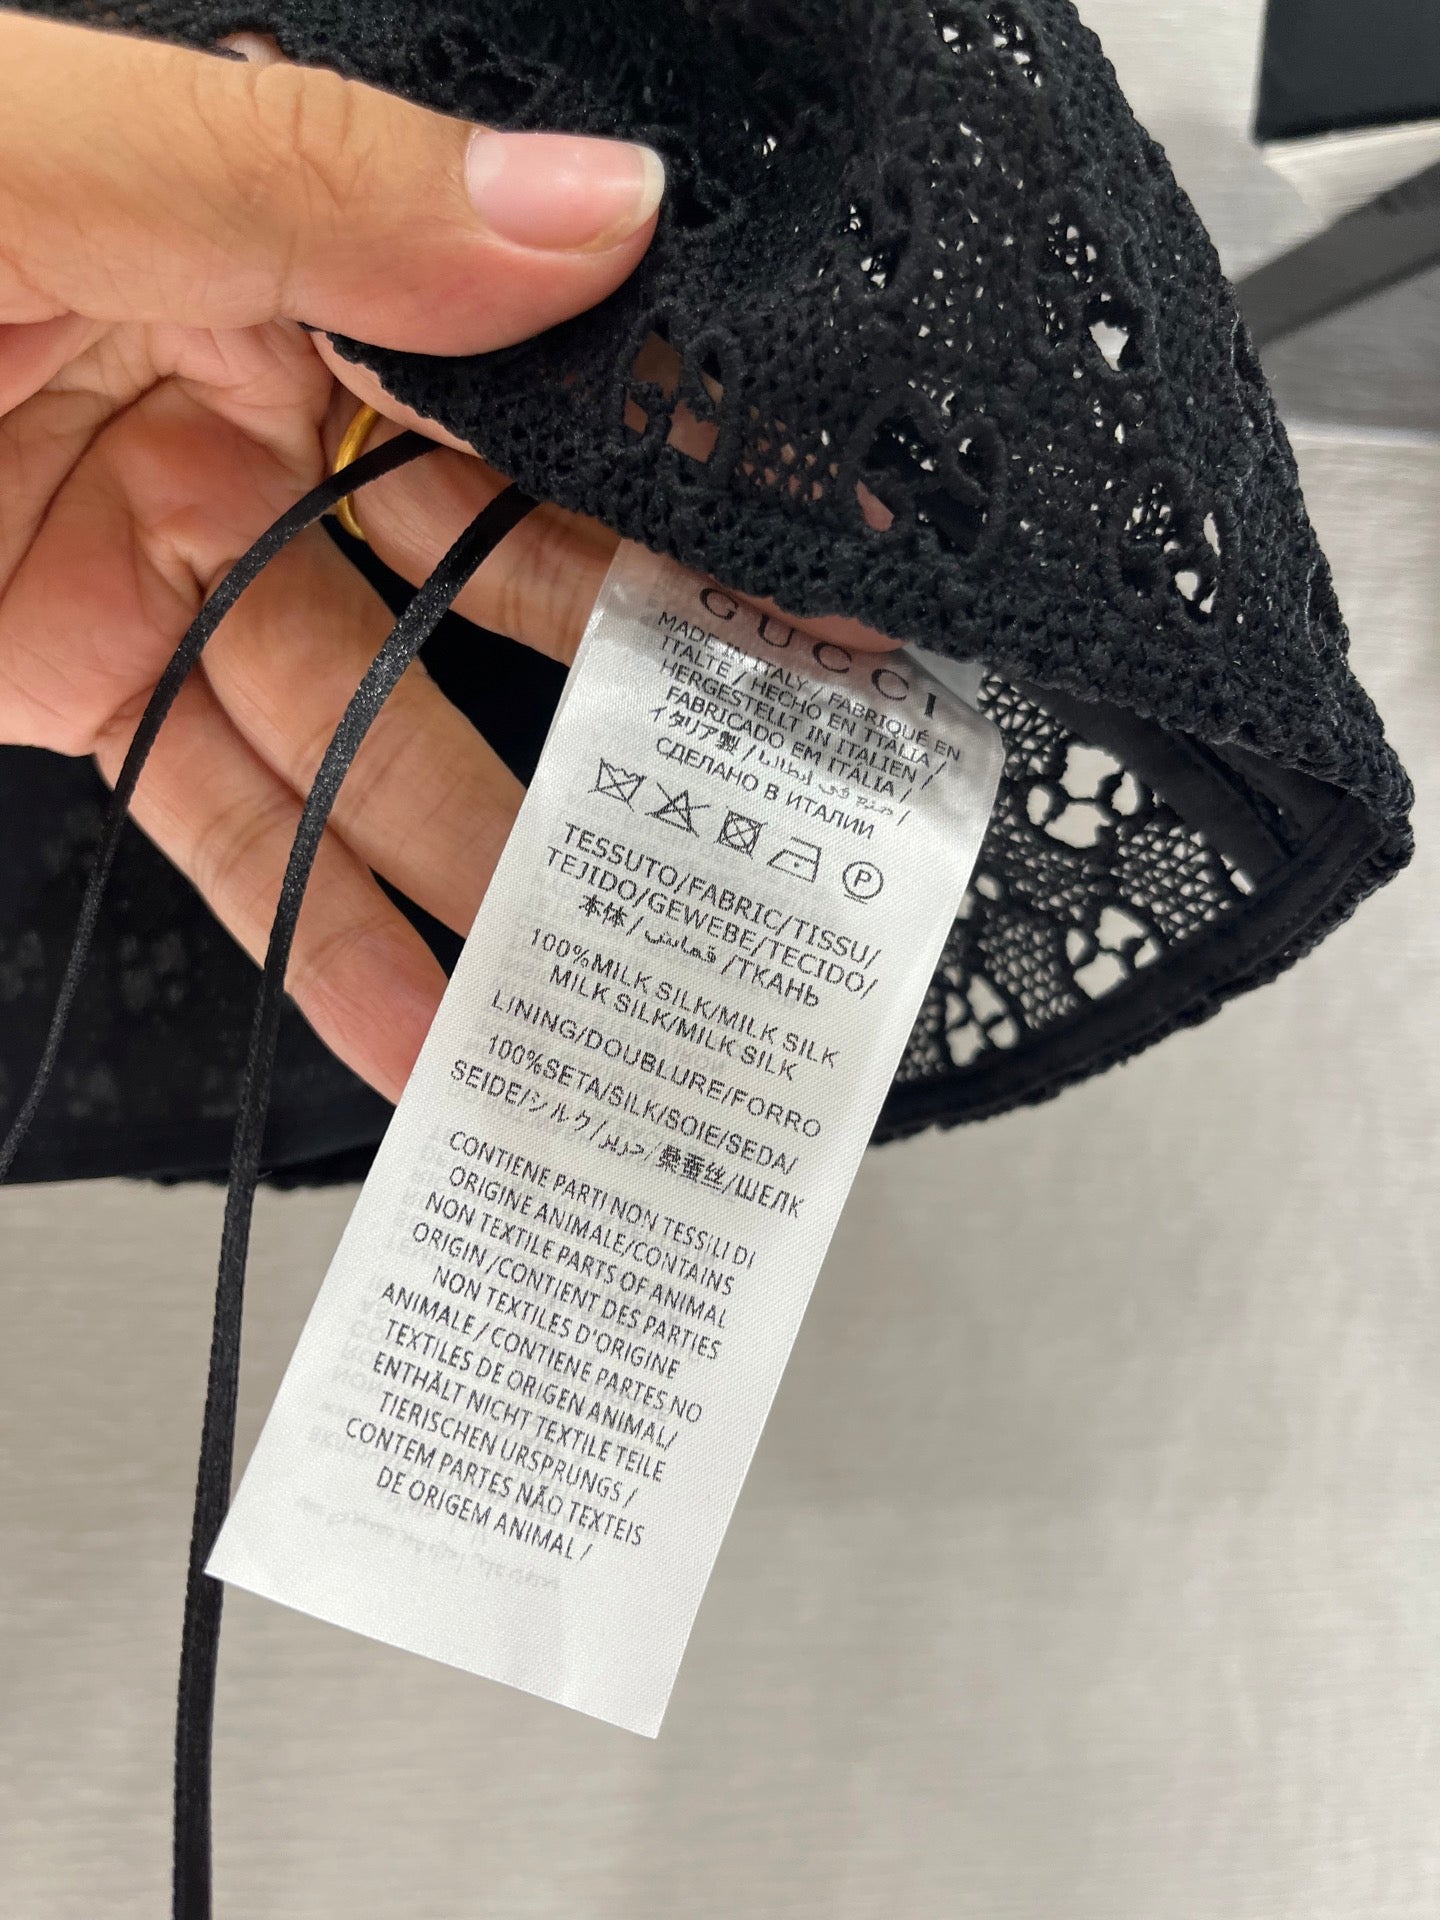 GUCCI
MADE IN ITALY / FABRIQUÉ EN
ITALTE / HECHO EN ITALIA /
HERGESTELLT IN ITALIEN /
FABRICADO EM ITÁLIA /
イタリア製 /
СДЕЛАНО В ИТАЛИИ
P
TESSUTO/FABRIC/TISSU/
TEJIDO/GEWEBE/TECIDO/
本体/قماش/ТКАНЬ
100%MILK SILK/MILK SILK
MILK SILK/MILK SILK
LINING/DOUBLURE/FORRO
100%SETA/SILK/SOIE/SEDA/
SEIDE/シルク/حرير/桑蚕丝/ШЕЛК
CONTIENE PARTI NON TESSILI DI
ORIGINE ANIMALE/CONTAINS
NON TEXTILE PARTS OF ANIMAL
ORIGIN /CONTIENT DES PARTIES
NON TEXTILES D'ORIGINE
ANIMALE / CONTIENE PARTES NO
TEXTILES DE ORIGEN ANIMAL/
ENTHÄLT NICHT TEXTILE TEILE
TIERISCHEN URSPRUNGS /
CONTEM PARTES NÃO TEXTEIS
DE ORIGEM ANIMAL /